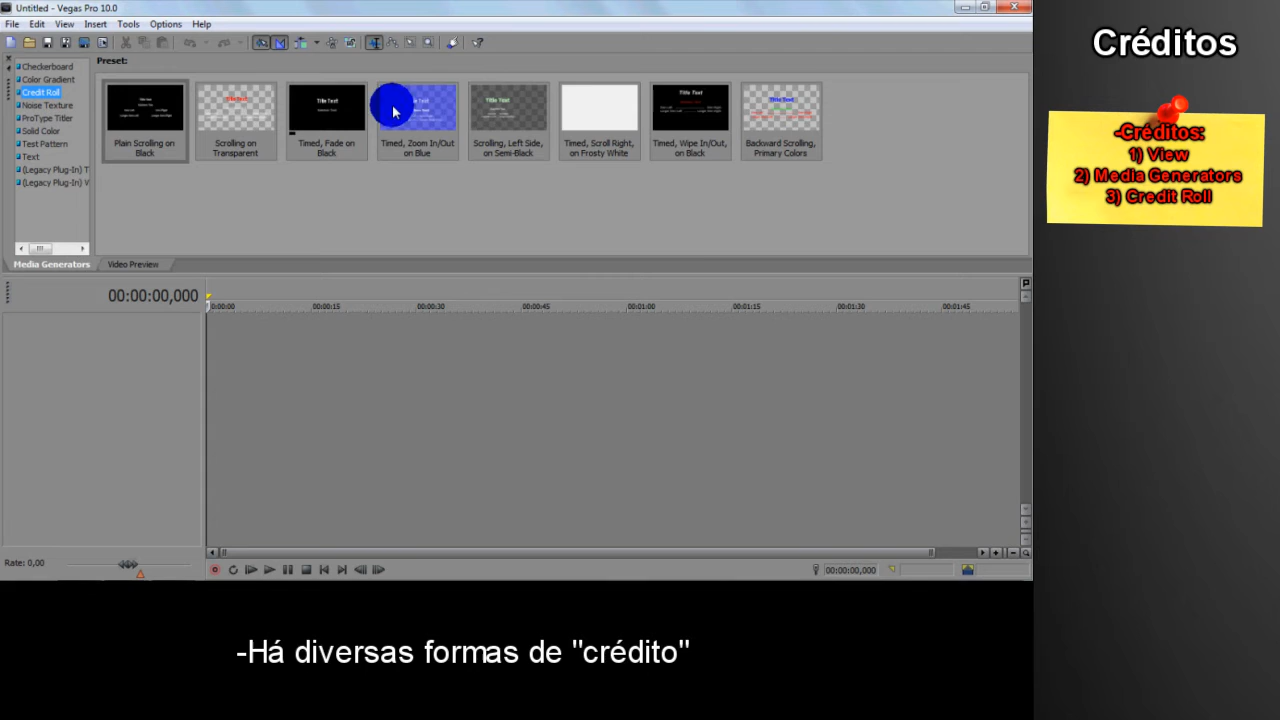 Untitled - Vegas Pro 10.0
File Edit View Insert Tools Options Help
Créditos
Checkerboard
Color Gradient
Credit Roll
Noise Texture
ProType Titler
Solid Color
Test Pattern
Text
(Legacy Plug-In) T
(Legacy Plug-In) V
Preset:
Plain Scrolling on
Black
Scrolling on
Transparent
Timed, Fade on
Black
Timed, Zoom In/Out
on Blue
Scrolling, Left Side,
on Semi-Black
Timed, Scroll Right,
on Frosty White
Timed, Wipe In/Out,
on Black
Backward Scrolling,
Primary Colors
-Créditos:
1) View
2) Media Generators
3) Credit Roll
Media Generators Video Preview
00:00:00,000
0:00:00 00:00:15 00:00:30 00:00:45 00:01:00 00:01:15 00:01:30 00:01:45
Rate: 0,00
00:00:00,000
-Há diversas formas de "crédito"